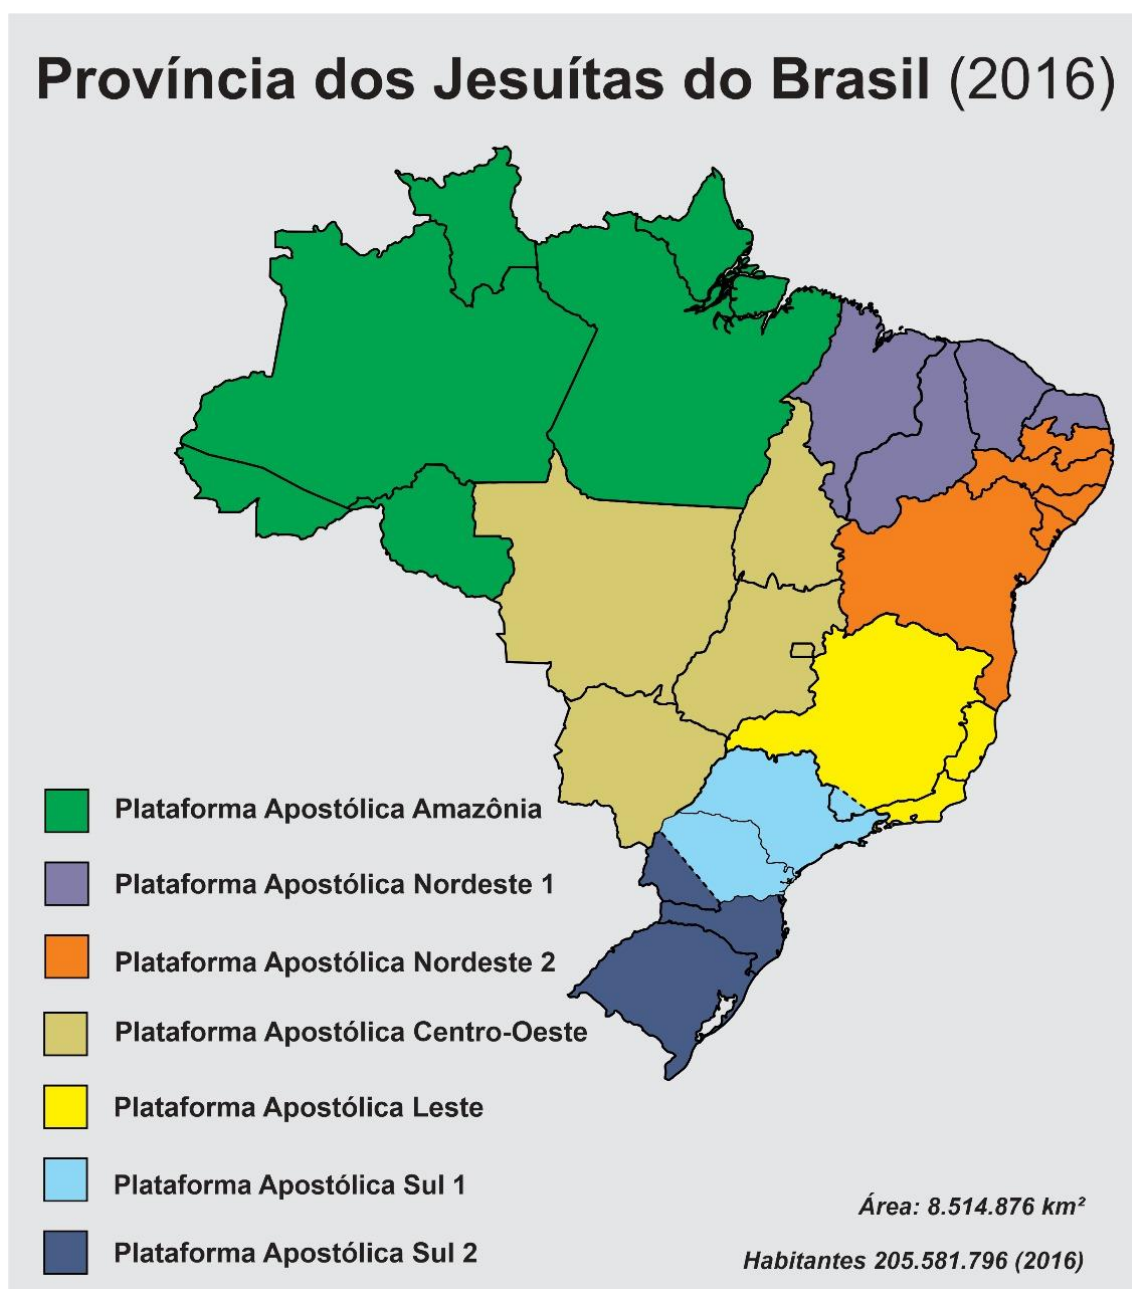 Província dos Jesuítas do Brasil (2016)
Plataforma Apostólica Amazônia
Plataforma Apostólica Nordeste 1
Plataforma Apostólica Nordeste 2
Plataforma Apostólica Centro-Oeste
Plataforma Apostólica Leste
Plataforma Apostólica Sul 1
Plataforma Apostólica Sul 2
Área: 8.514.876 km²
Habitantes 205.581.796 (2016)